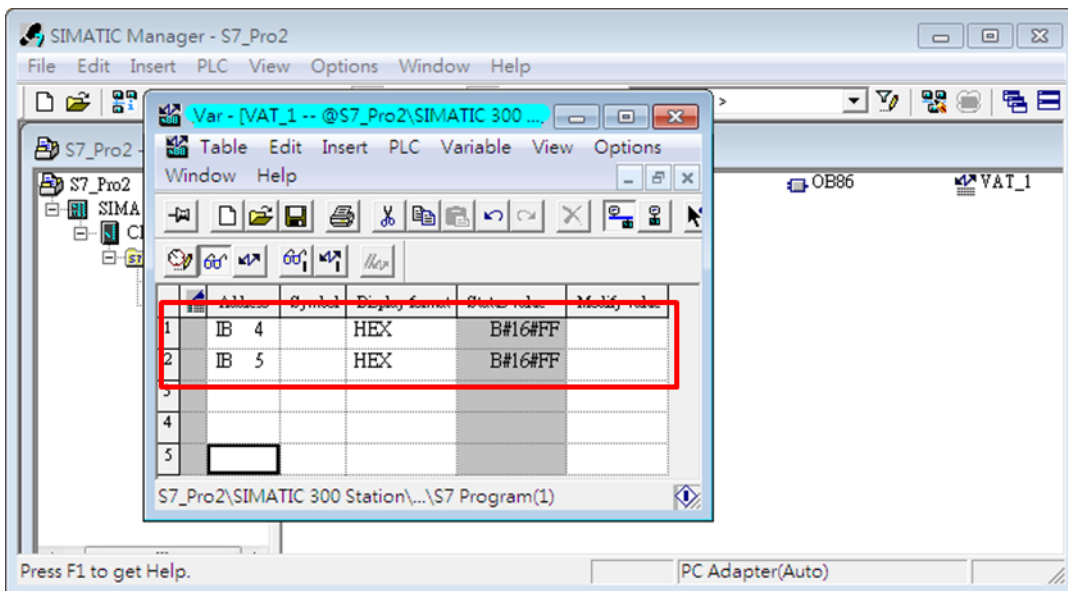 SIMATIC Manager - S7_Pro2
File Edit Insert PLC View Options Window Help
>
Var - [VAT_1 -- @S7_Pro2\SIMATIC 300 ...,
S7_Pro2 -
Table Edit Insert PLC Variable View Options
Window Help
S7_Pro2
OB86
VAT_1
SIMA
Address Symbol Display format Status value Modify value
1 IB 4 HEX B#16#FF
2 IB 5 HEX B#16#FF
3
4
5
S7_Pro2\SIMATIC 300 Station\...\S7 Program(1)
Press F1 to get Help.
PC Adapter(Auto)